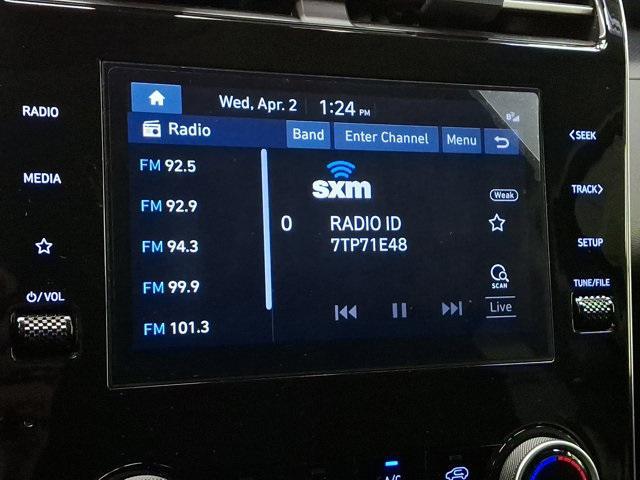 Wed, Apr. 2 1:24 PM
RADIO
Radio Band Enter Channel Menu
<SEEK
FM 92.5
sxm
MEDIA
FM 92.9
0 RADIO ID
7TP71E48
Weak
TRACK>
FM 94.3
SCAN
SETUP
FM 99.9
Live
TUNE/FILE
/VOL
FM 101.3
A/C